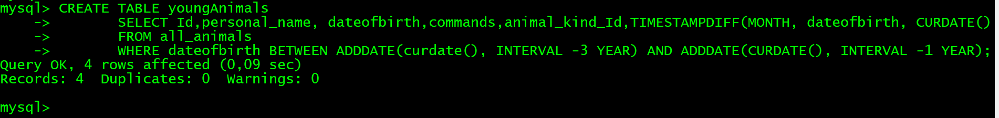 mysql> CREATE TABLE youngAnimals
    ->        SELECT Id,personal_name, dateofbirth,commands,animal_kind_Id,TIMESTAMPDIFF(MONTH, dateofbirth, CURDATE()
    ->        FROM all_animals
    ->        WHERE dateofbirth BETWEEN ADDDATE(curdate(), INTERVAL -3 YEAR) AND ADDDATE(CURDATE(), INTERVAL -1 YEAR);
Query OK, 4 rows affected (0,09 sec)
Records: 4  Duplicates: 0  Warnings: 0
mysql>